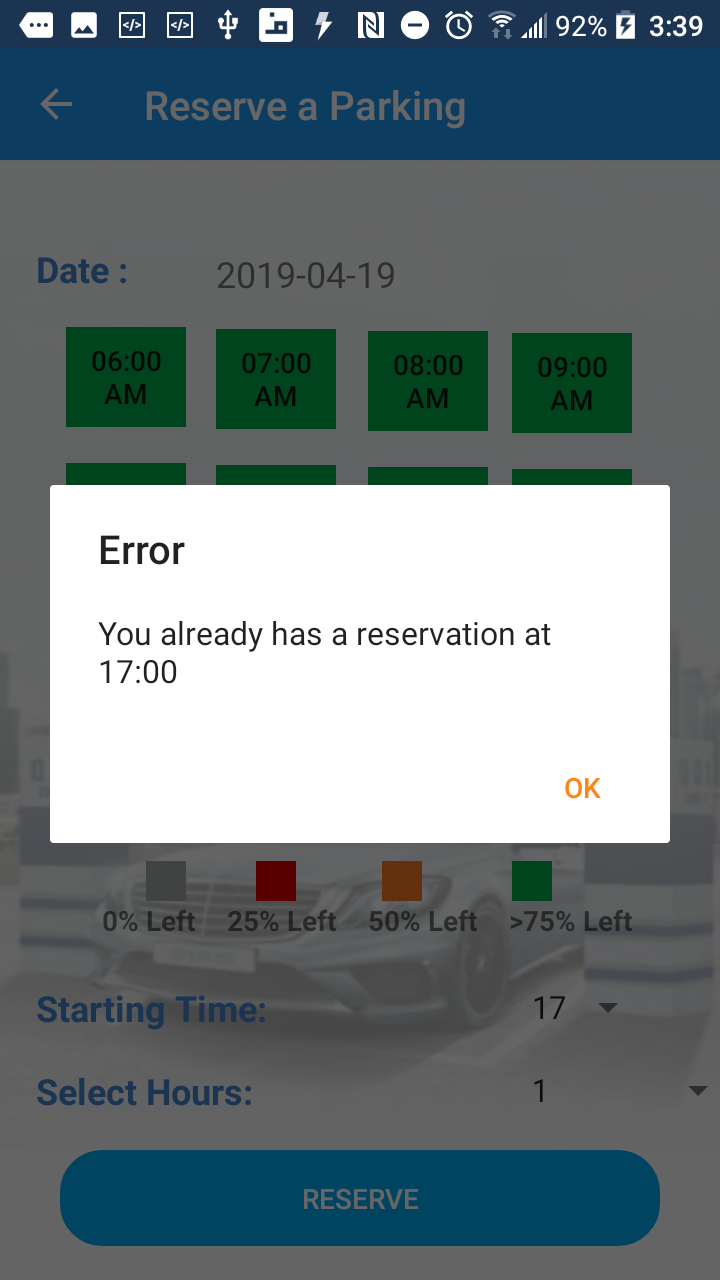 92% 3:39
Reserve a Parking
Date : 2019-04-19
06:00 07:00 08:00 09:00
AM AM AM AM
Error
You already has a reservation at
17:00
OK
0% Left 25% Left 50% Left >75% Left
Starting Time: 17
Select Hours: 1
RESERVE